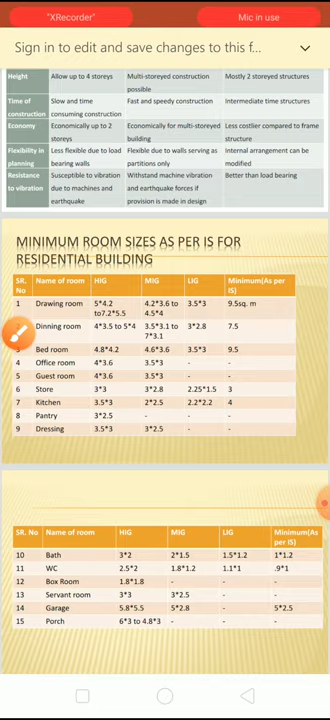 "XRecorder"
Mic in use
Sign in to edit and save changes to this f...
Height Allow up to 4 storeys Multi-storeyed construction possible Mostly 2 storeyed structures
Time of construction Slow and time consuming construction Fast and speedy construction Intermediate time structures
Economy Economically up to 2 storeys Economically for multi-storeyed building Less costlier compared to frame structure
Flexibility in planning Less flexible due to load bearing walls Flexible due to walls serving as partitions only Internal arrangement can be modified
Resistance to vibration Susceptible to vibration due to machines and earthquake Withstand machine vibration and earthquake forces if provision is made in design Better than load bearing
MINIMUM ROOM SIZES AS PER IS FOR
RESIDENTIAL BUILDING
SR. No Name of room HIG MIG LIG Minimum(As per IS)
1 Drawing room 5*4.2 to7.2*5.5 4.2*3.6 to 4.5*4 3.5*3 9.5sq. m
Dinning room 4*3.5 to 5*4 3.5*3.1 to 7*3.1 3*2.8 7.5
3 Bed room 4.8*4.2 4.6*3.6 3.5*3 9.5
4 Office room 4*3.6 3.5*3 - -
5 Guest room 4*3.6 3.5*3 - -
6 Store 3*3 3*2.8 2.25*1.5 3
7 Kitchen 3.5*3 2*2.5 2.2*2.2 4
8 Pantry 3*2.5 - - -
9 Dressing 3.5*3 3*2.5 - -
SR. No Name of room HIG MIG LIG Minimum(As per IS)
10 Bath 3*2 2*1.5 1.5*1.2 1*1.2
11 WC 2.5*2 1.8*1.2 1.1*1 .9*1
12 Box Room 1.8*1.8 - - -
13 Servant room 3*3 3*2.5 - -
14 Garage 5.8*5.5 5*2.8 - 5*2.5
15 Porch 6*3 to 4.8*3 - - -